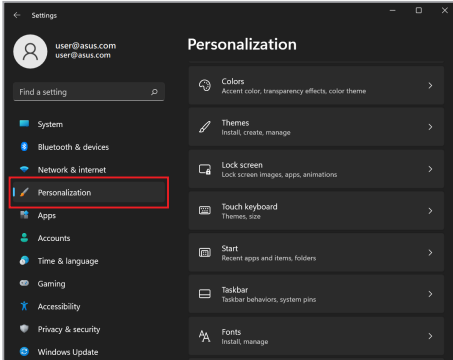 Settings
user@asus.com
user@asus.com
Find a setting
System
Bluetooth & devices
Network & internet
Personalization
Apps
Accounts
Time & language
Gaming
Accessibility
Privacy & security
Windows Update
Personalization
Colors
Accent color, transparency effects, color theme
Themes
Install, create, manage
Lock screen
Lock screen images, apps, animations
Touch keyboard
Themes, size
Start
Recent apps and items, folders
Taskbar
Taskbar behaviors, system pins
Fonts
Install, manage